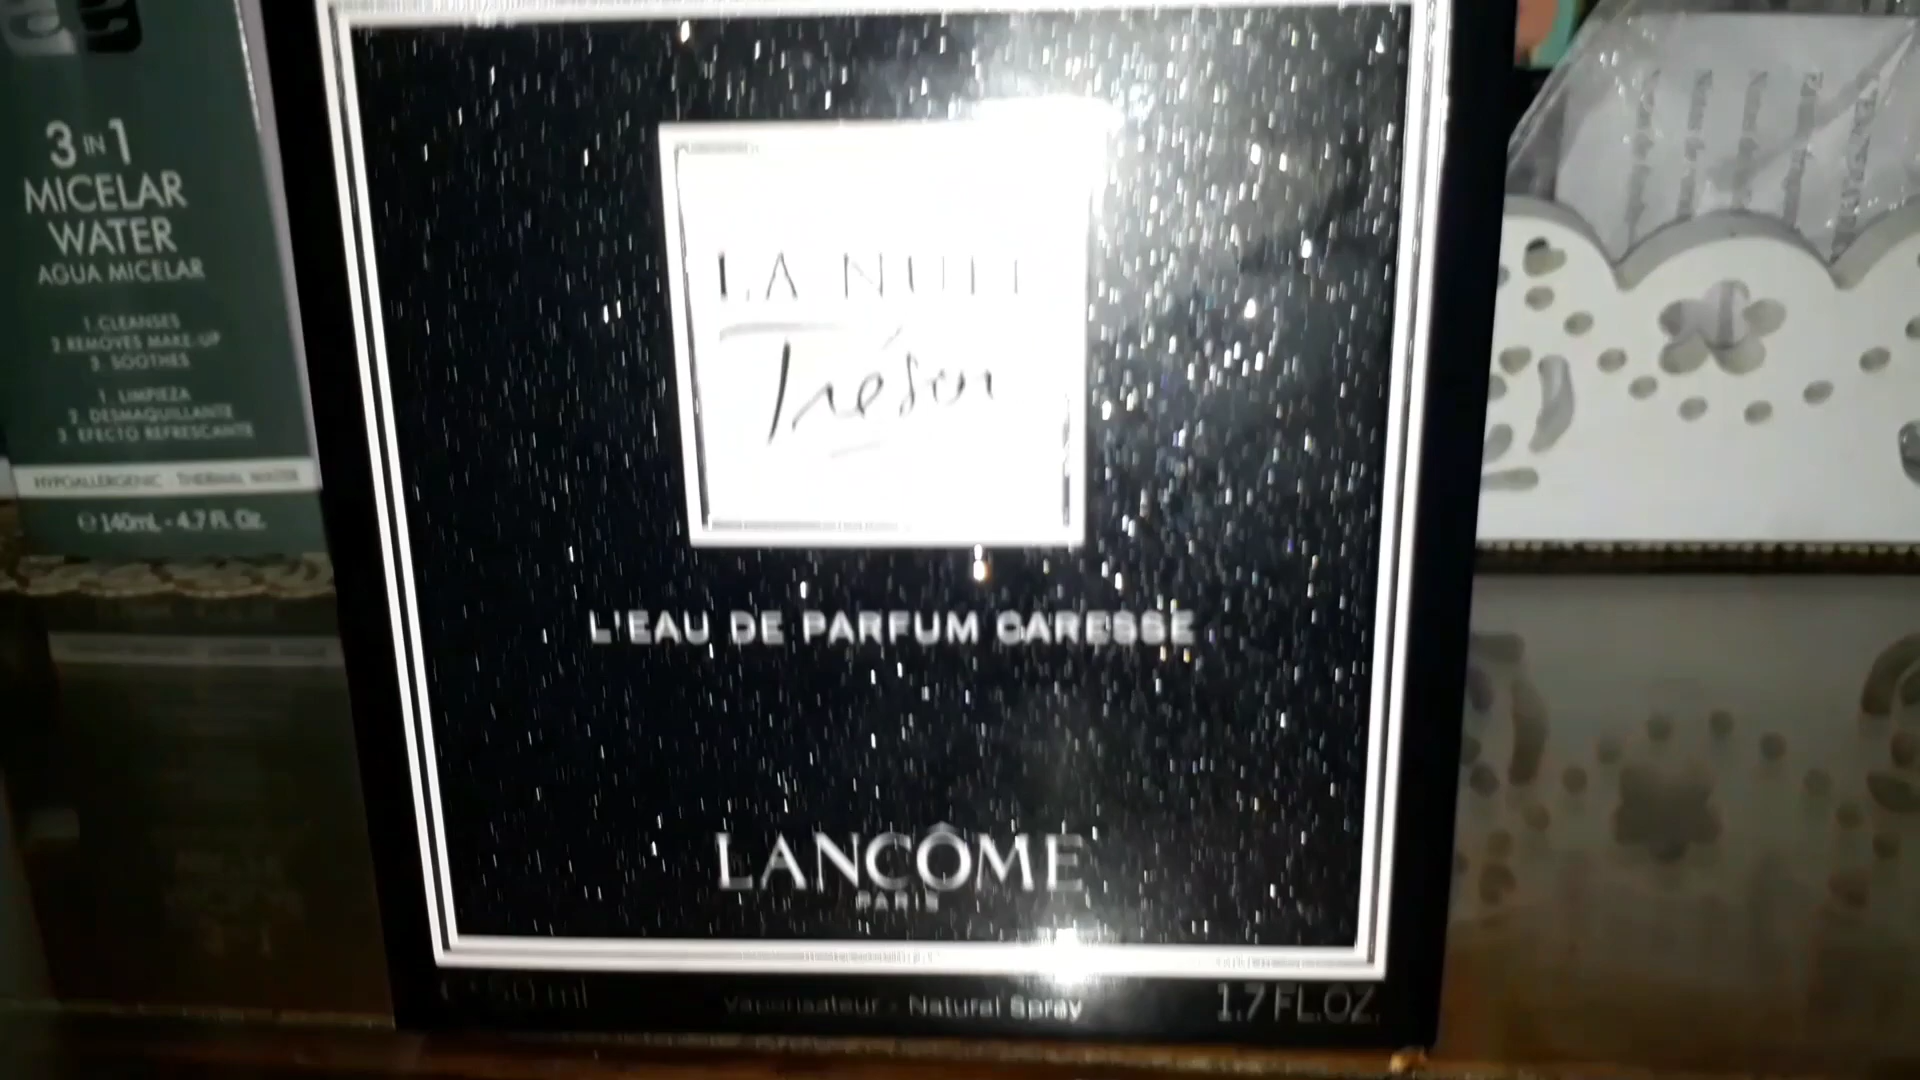 3 IN 1
MICELAR
WATER
AGUA MICELAR
1. CLEANSES
2. REMOVES MAKE-UP
3. SOOTHES
1. LIMPIEZA
2. DESMAQUILLANTE
3. EFECTO REFRESCANTE
HYPOALLERGENIC THERMAL WATER
℮ 140mL - 4.7 Fl. Oz.
LA NUIT
Trésor
L'EAU DE PARFUM CARESSE
LANCÔME
PARIS
50 ml
Vaporisateur - Natural Spray
1.7 FL.OZ.